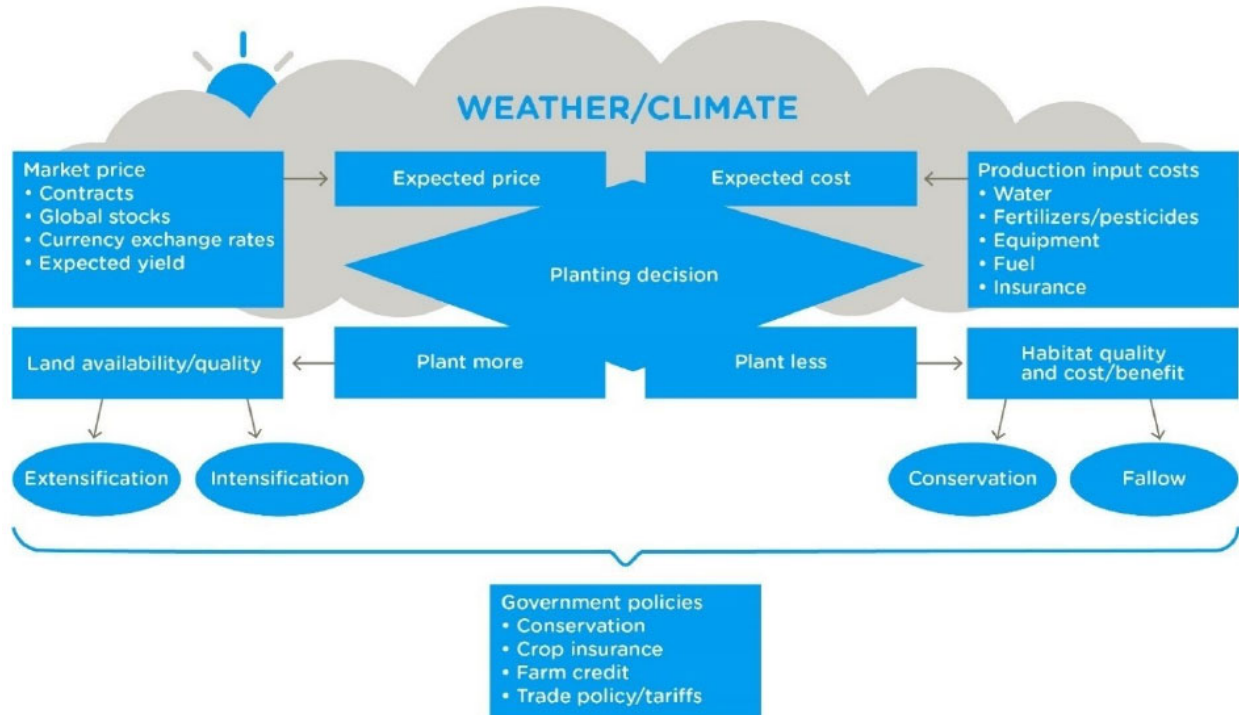 WEATHER/CLIMATE
Market price
• Contracts
• Global stocks
• Currency exchange rates
• Expected yield
Expected price
Expected cost
Production input costs
• Water
• Fertilizers/pesticides
• Equipment
• Fuel
• Insurance
Planting decision
Land availability/quality
Plant more
Plant less
Habitat quality
and cost/benefit
Extensification
Intensification
Conservation
Fallow
Government policies
• Conservation
• Crop insurance
• Farm credit
• Trade policy/tariffs